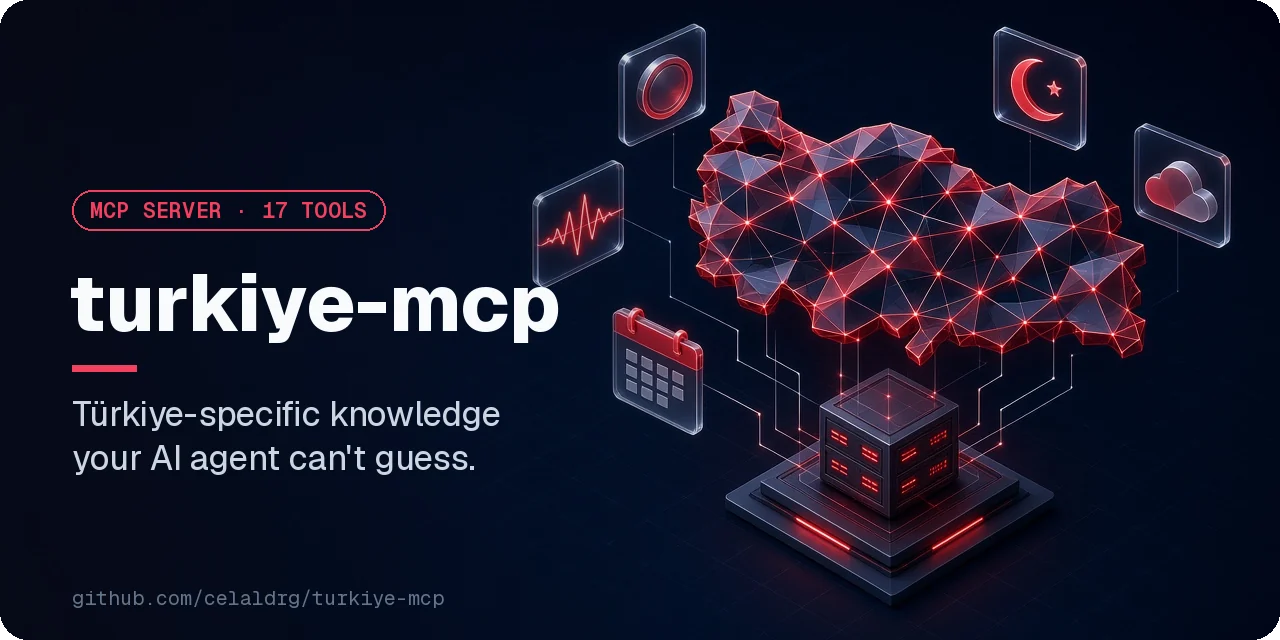 MCP SERVER · 17 TOOLS
turkiye-mcp
Türkiye-specific knowledge
your AI agent can't guess.
github.com/celaldrg/turkiye-mcp